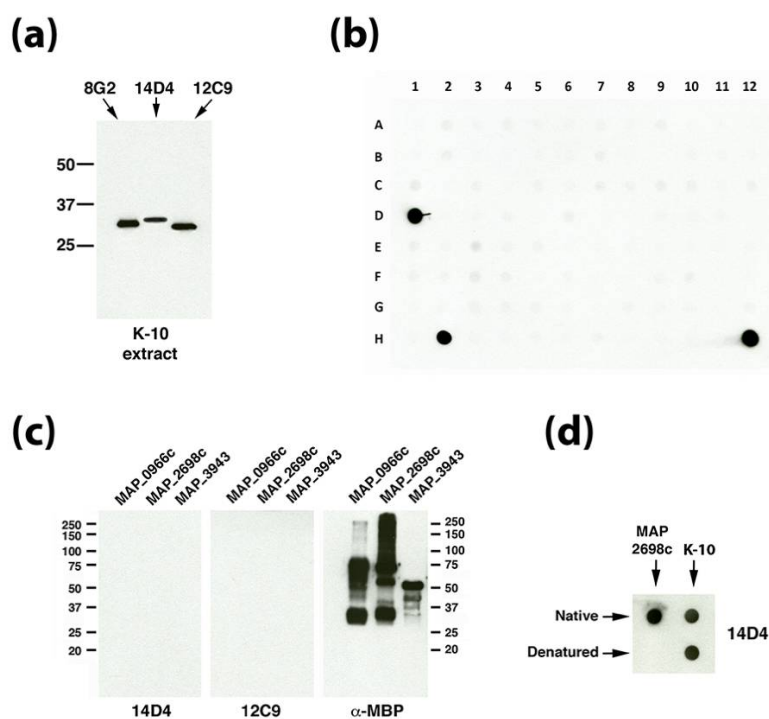 (a)
8G2 14D4 12C9
50
37
25
K-10
extract
(b)
1 2 3 4 5 6 7 8 9 10 11 12
A
B
C
D
E
F
G
H
(c)
MAP_0966c MAP_2698c MAP_3943 MAP_0966c MAP_2698c MAP_3943 MAP_0966c MAP_2698c MAP_3943
250 250
150 150
100 100
75 75
50 50
37 37
25 25
20 20
14D4 12C9 α-MBP
(d)
MAP
2698c K-10
Native
14D4
Denatured